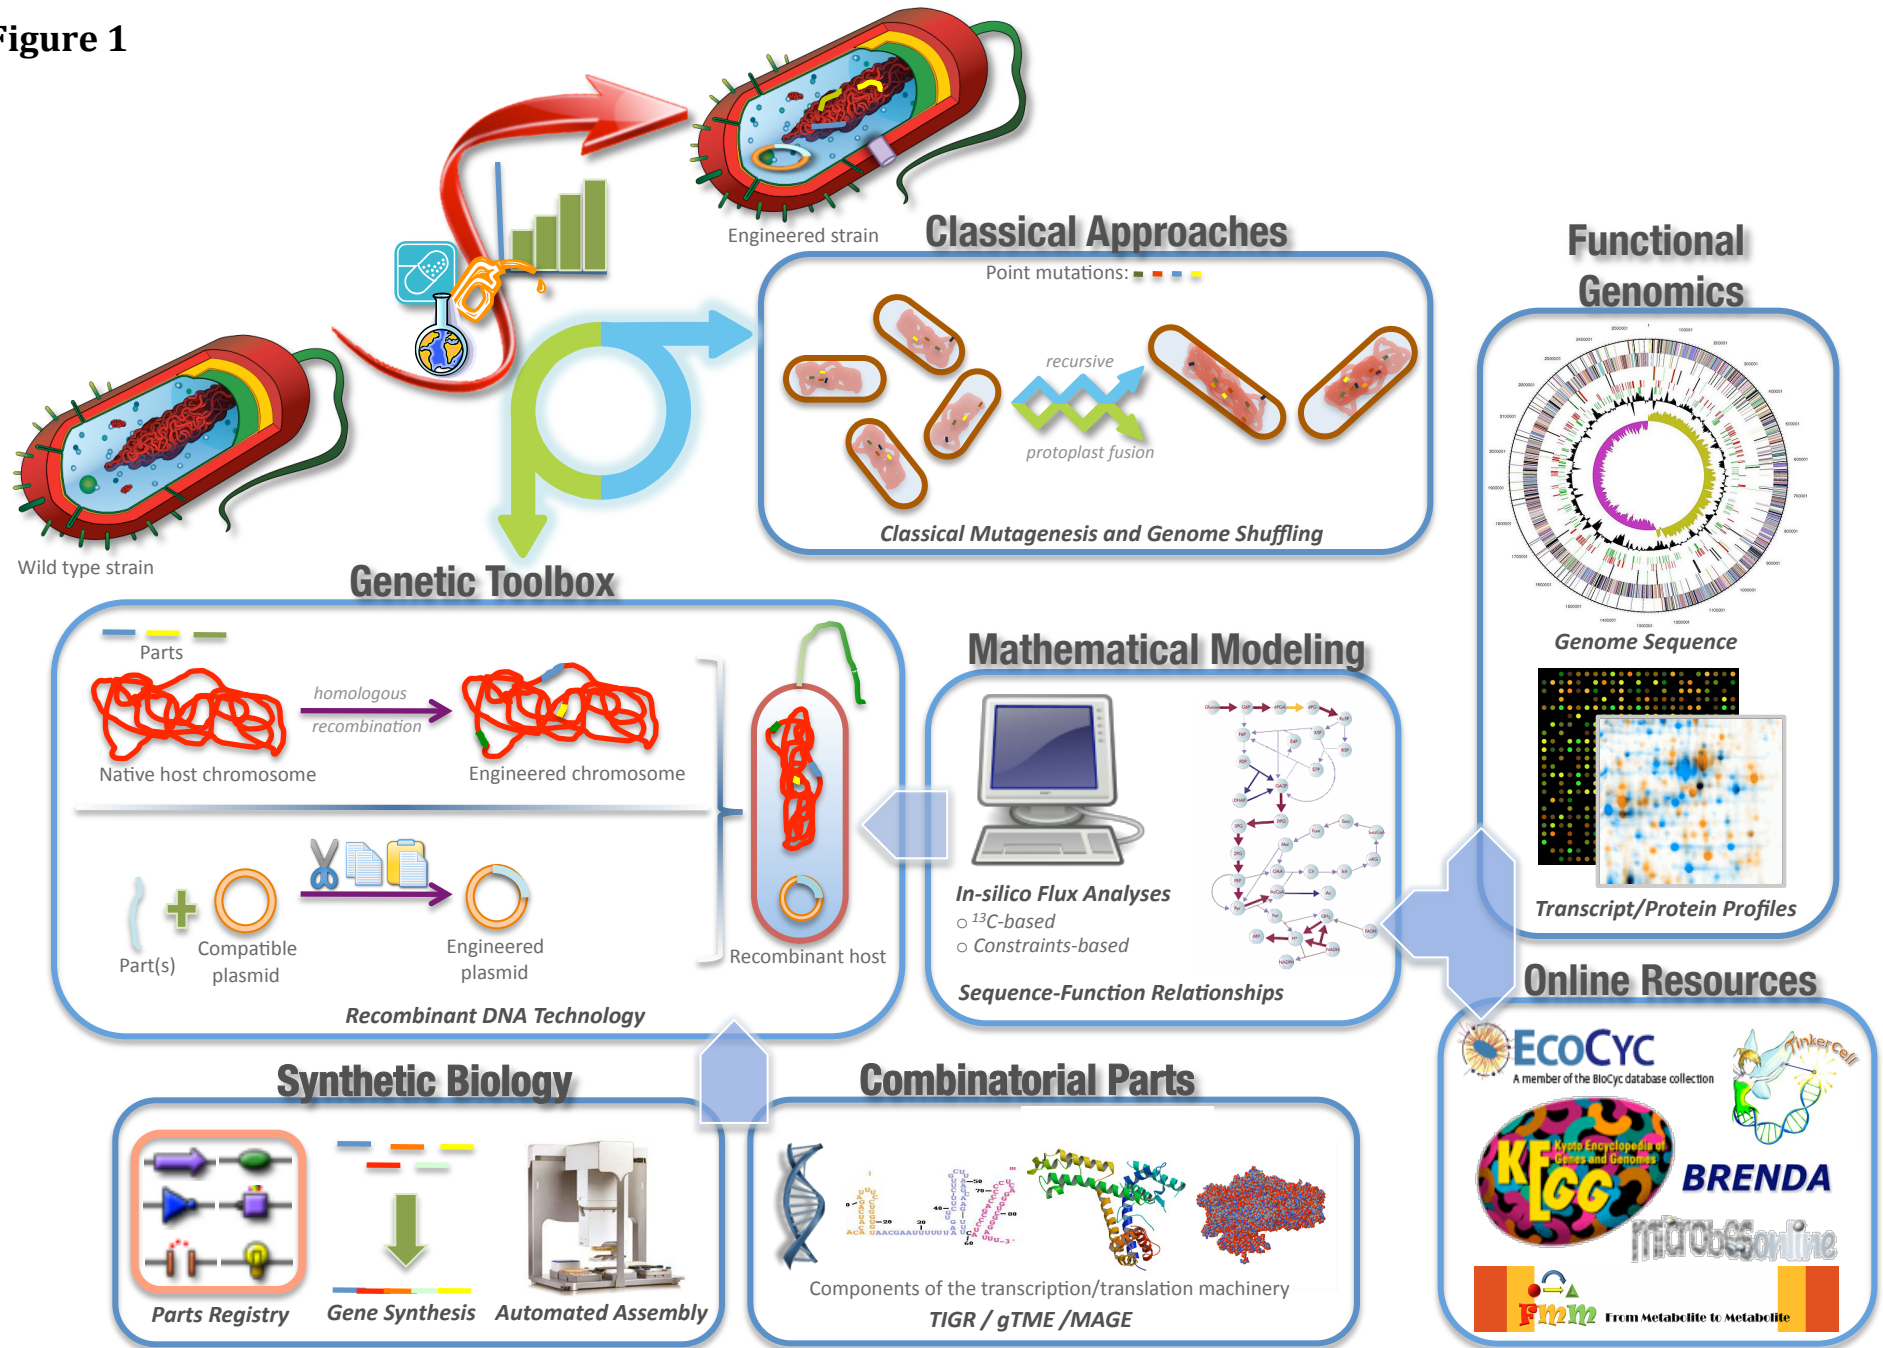 Figure 1
Engineered strain
Wild type strain
Classical Approaches
Point mutations:
recursive
protoplast fusion
Classical Mutagenesis and Genome Shuffling
Functional
Genomics
Genome Sequence
Transcript/Protein Profiles
Genetic Toolbox
Parts
homologous
recombination
Native host chromosome
Engineered chromosome
Part(s)
Compatible
plasmid
Engineered
plasmid
Recombinant host
Recombinant DNA Technology
Mathematical Modeling
In-silico Flux Analyses
○ 13C-based
○ Constraints-based
Sequence-Function Relationships
Online Resources
ECOCYC
A member of the BioCyc database collection
TinkerCell
KEGG
Kyoto Encyclopedia of
Genes and Genomes
BRENDA
microbesonline
FMM From Metabolite to Metabolite
Synthetic Biology
Parts Registry
Gene Synthesis
Automated Assembly
Combinatorial Parts
Components of the transcription/translation machinery
TIGR / gTME /MAGE